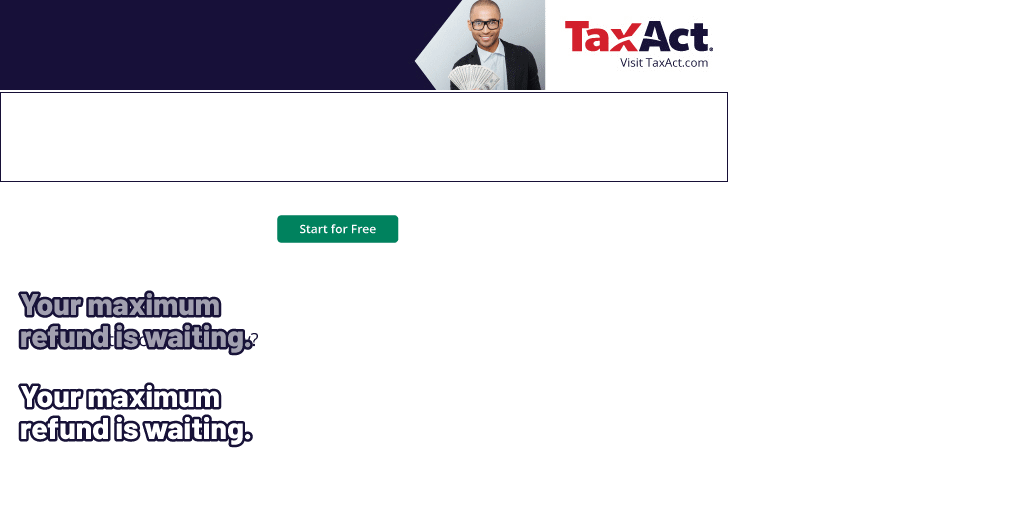 TaxAct.
Visit TaxAct.com
Start for Free
Your maximum
refund is waiting.
?
Your maximum
refund is waiting.